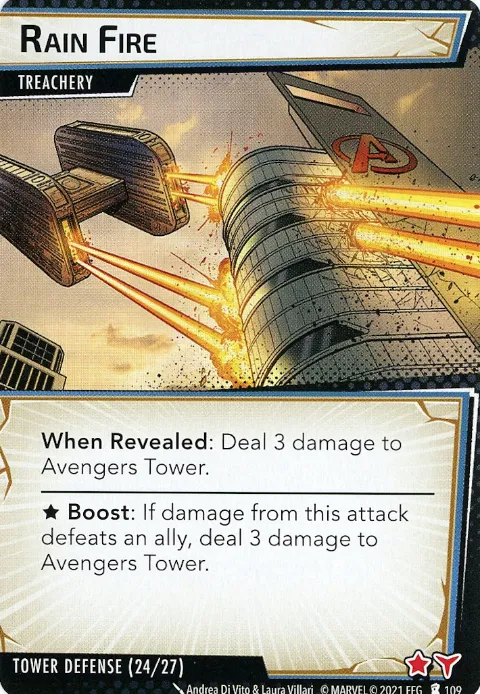 RAIN FIRE
TREACHERY
A
When Revealed: Deal 3 damage to
Avengers Tower.
★ Boost: If damage from this attack
defeats an ally, deal 3 damage to
Avengers Tower.
TOWER DEFENSE (24/27)
Andrea Di Vito & Laura Villari © MARVEL © 2021 FFG 109